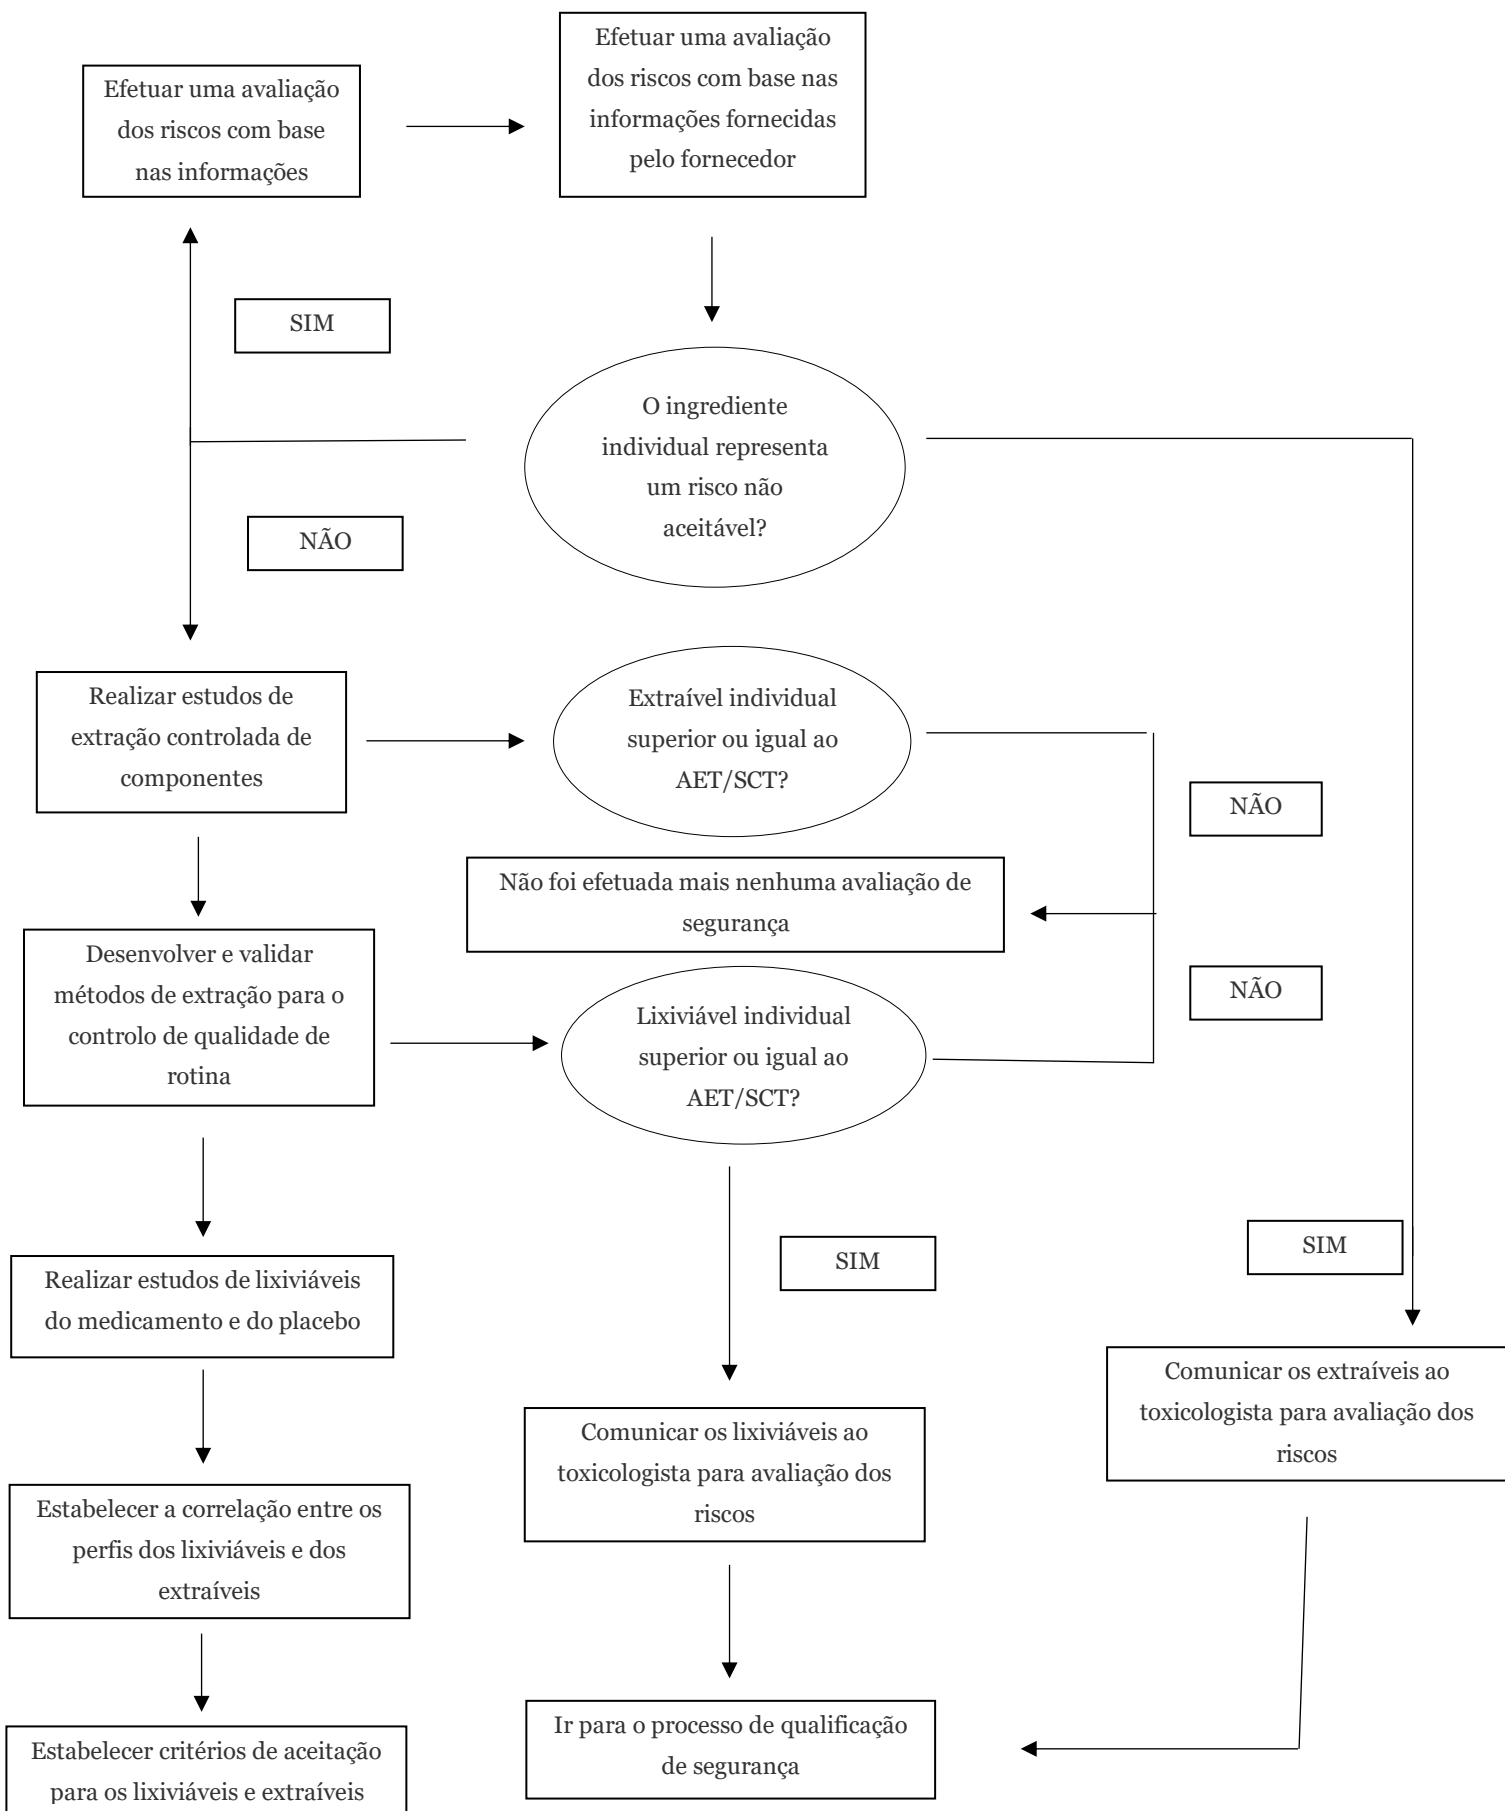 Efetuar uma avaliação
dos riscos com base
nas informações
Efetuar uma avaliação
dos riscos com base nas
informações fornecidas
pelo fornecedor
SIM
O ingrediente
individual representa
um risco não
aceitável?
NÃO
Realizar estudos de
extração controlada de
componentes
Extraível individual
superior ou igual ao
AET/SCT?
NÃO
Não foi efetuada mais nenhuma avaliação de
segurança
Desenvolver e validar
métodos de extração para o
controlo de qualidade de
rotina
NÃO
Lixiviável individual
superior ou igual ao
AET/SCT?
SIM
SIM
Realizar estudos de lixiviáveis
do medicamento e do placebo
Comunicar os extraíveis ao
toxicologista para avaliação dos
riscos
Comunicar os lixiviáveis ao
toxicologista para avaliação dos
riscos
Estabelecer a correlação entre os
perfis dos lixiviáveis e dos
extraíveis
Ir para o processo de qualificação
de segurança
Estabelecer critérios de aceitação
para os lixiviáveis e extraíveis